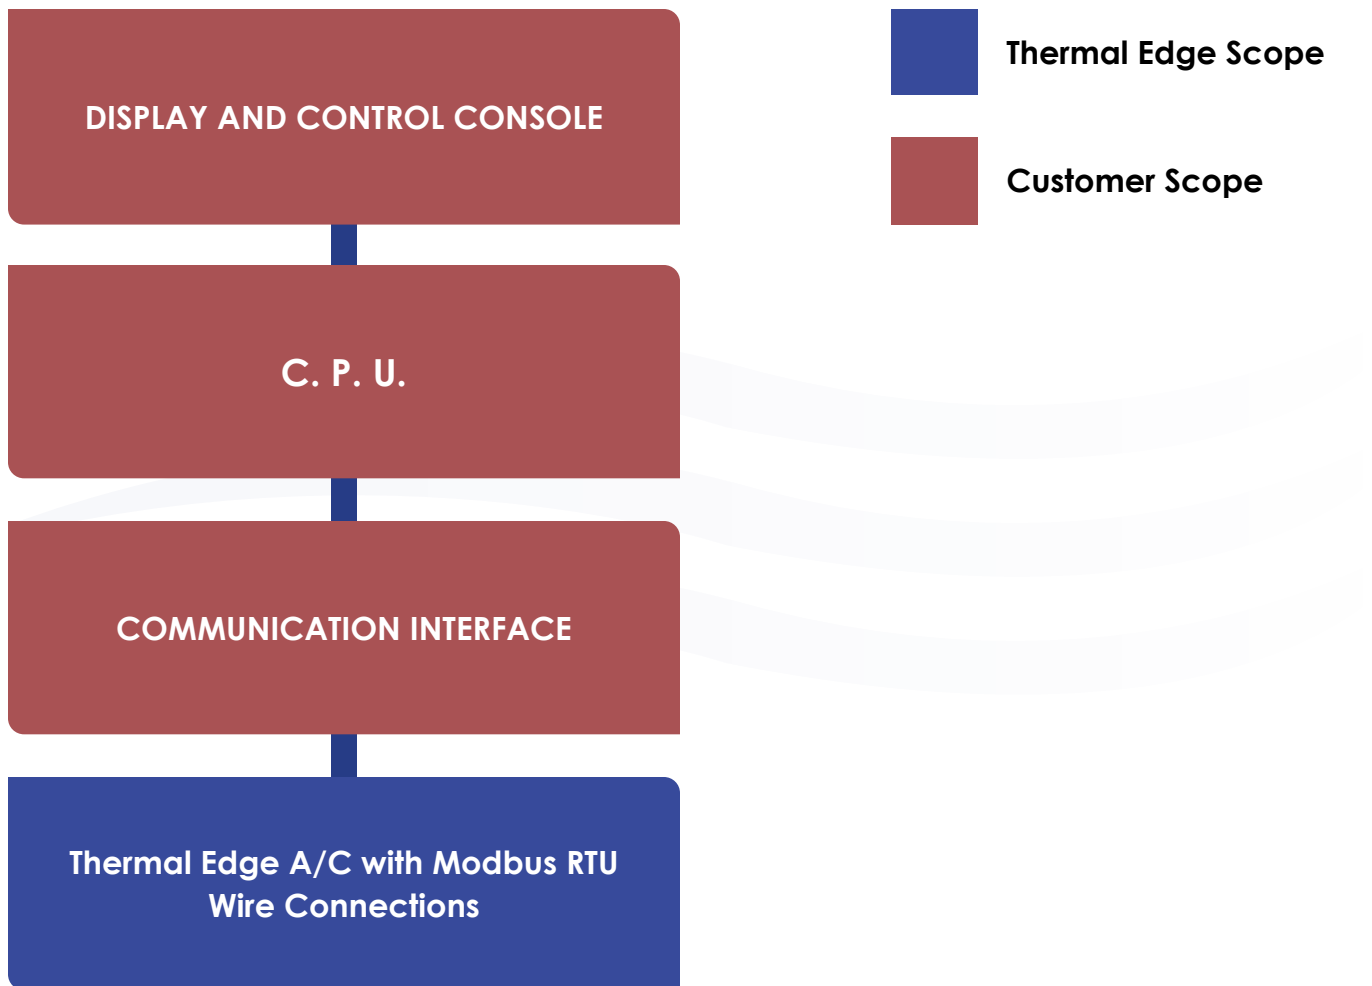 DISPLAY AND CONTROL CONSOLE
Thermal Edge Scope
Customer Scope
C. P. U.
COMMUNICATION INTERFACE
Thermal Edge A/C with Modbus RTU
Wire Connections